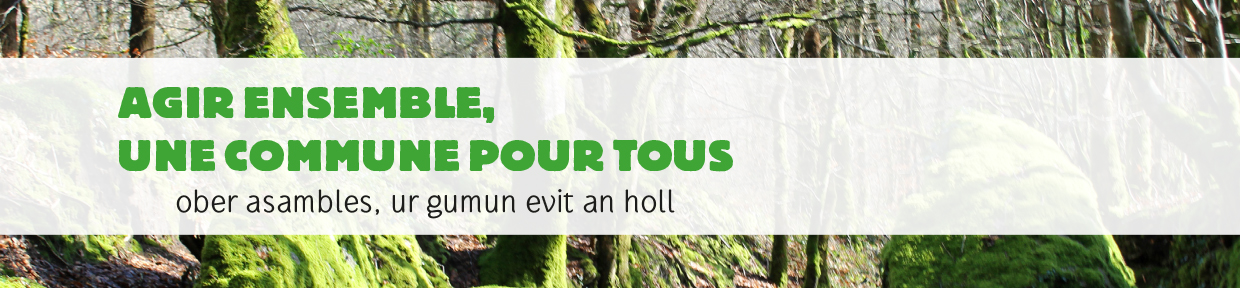 AGIR ENSEMBLE,
UNE COMMUNE POUR TOUS
ober asambles, ur gumun evit an holl